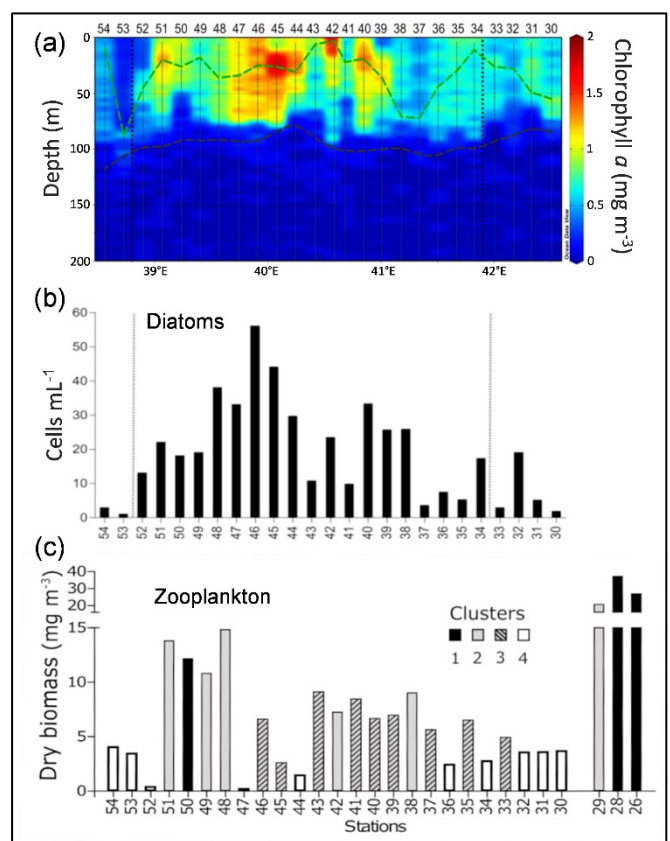 (a)
54 53 52 51 50 49 48 47 46 45 44 43 42 41 40 39 38 37 36 35 34 33 32 31 30
Depth (m)
0
50
100
150
200
39°E 40°E 41°E 42°E
Ocean Data View
2
1.5
1
0.5
0
Chlorophyll a (mg m⁻³)
(b)
Diatoms
Cells mL⁻¹
60
50
40
30
20
10
0
54 53 52 51 50 49 48 47 46 45 44 43 42 41 40 39 38 37 36 35 34 33 32 31 30
(c)
Zooplankton
Dry biomass (mg m⁻³)
40
30
20
15
10
5
0
Clusters
1 2 3 4
54 53 52 51 50 49 48 47 46 45 44 43 42 41 40 39 38 37 36 35 34 33 32 31 30 29 28 26
Stations